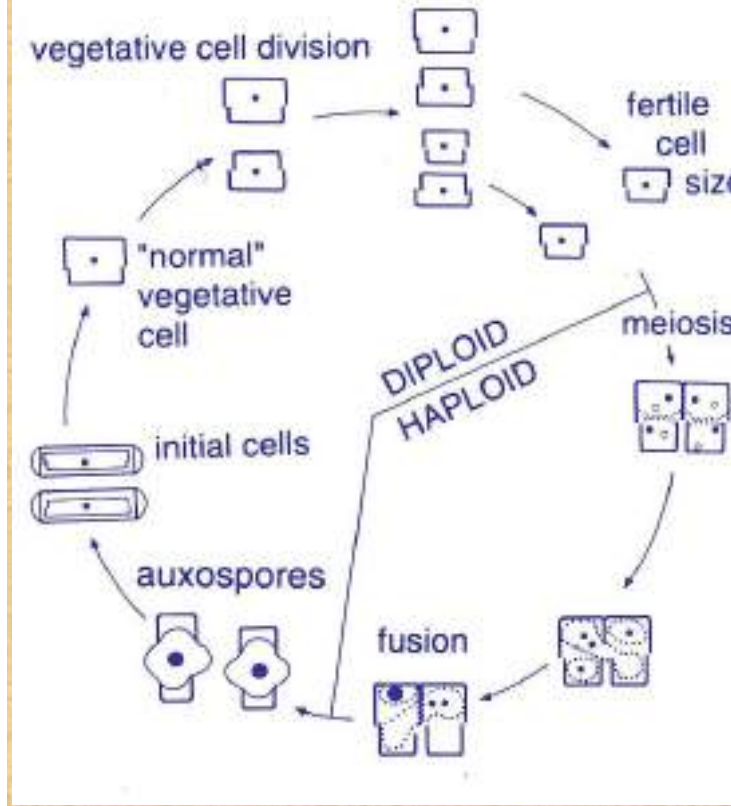 vegetative cell division
fertile
cell
size
"normal"
vegetative
cell
DIPLOID
HAPLOID
meiosis
initial cells
auxospores
fusion